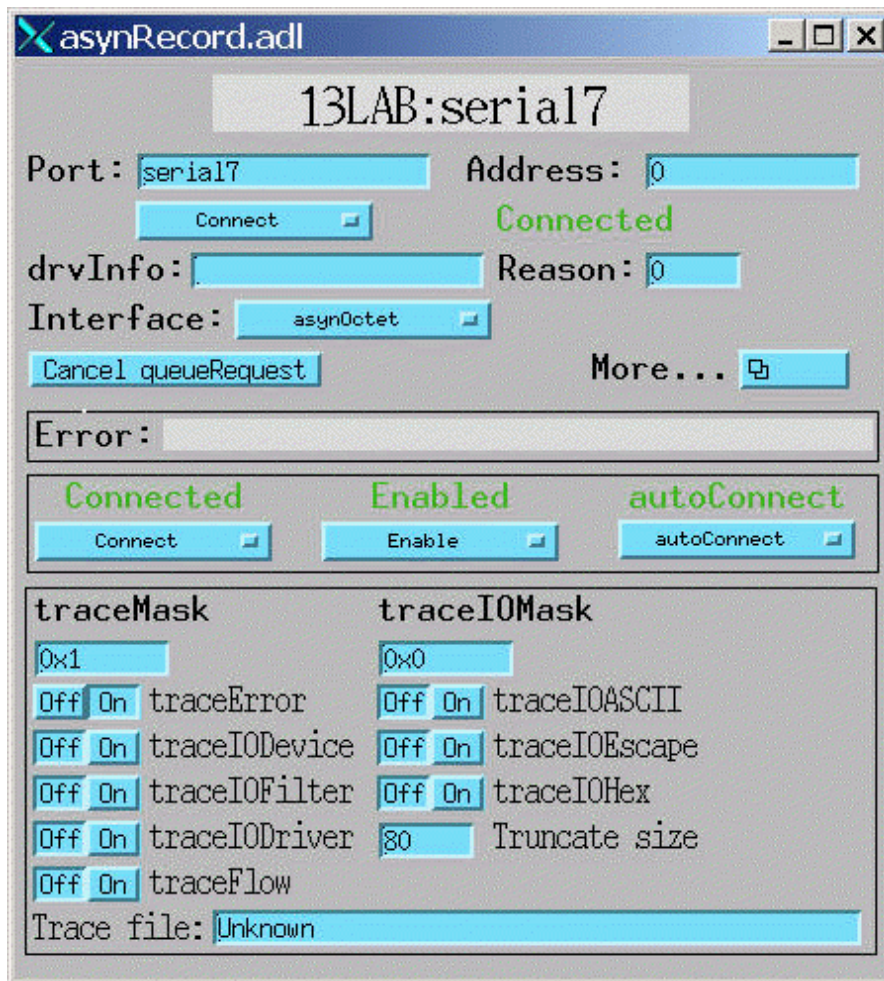 asynRecord.adl
13LAB:serial7
Port: serial7 Address: 0
Connect Connected
drvInfo: Reason: 0
Interface: asynOctet
Cancel queueRequest More...
Error:
Connected Enabled autoConnect
Connect Enable autoConnect
traceMask traceIOMask
0x1 0x0
Off On traceError Off On traceIOASCII
Off On traceIODevice Off On traceIOEscape
Off On traceIOFilter Off On traceIOHex
Off On traceIODriver 80 Truncate size
Off On traceFlow
Trace file: Unknown